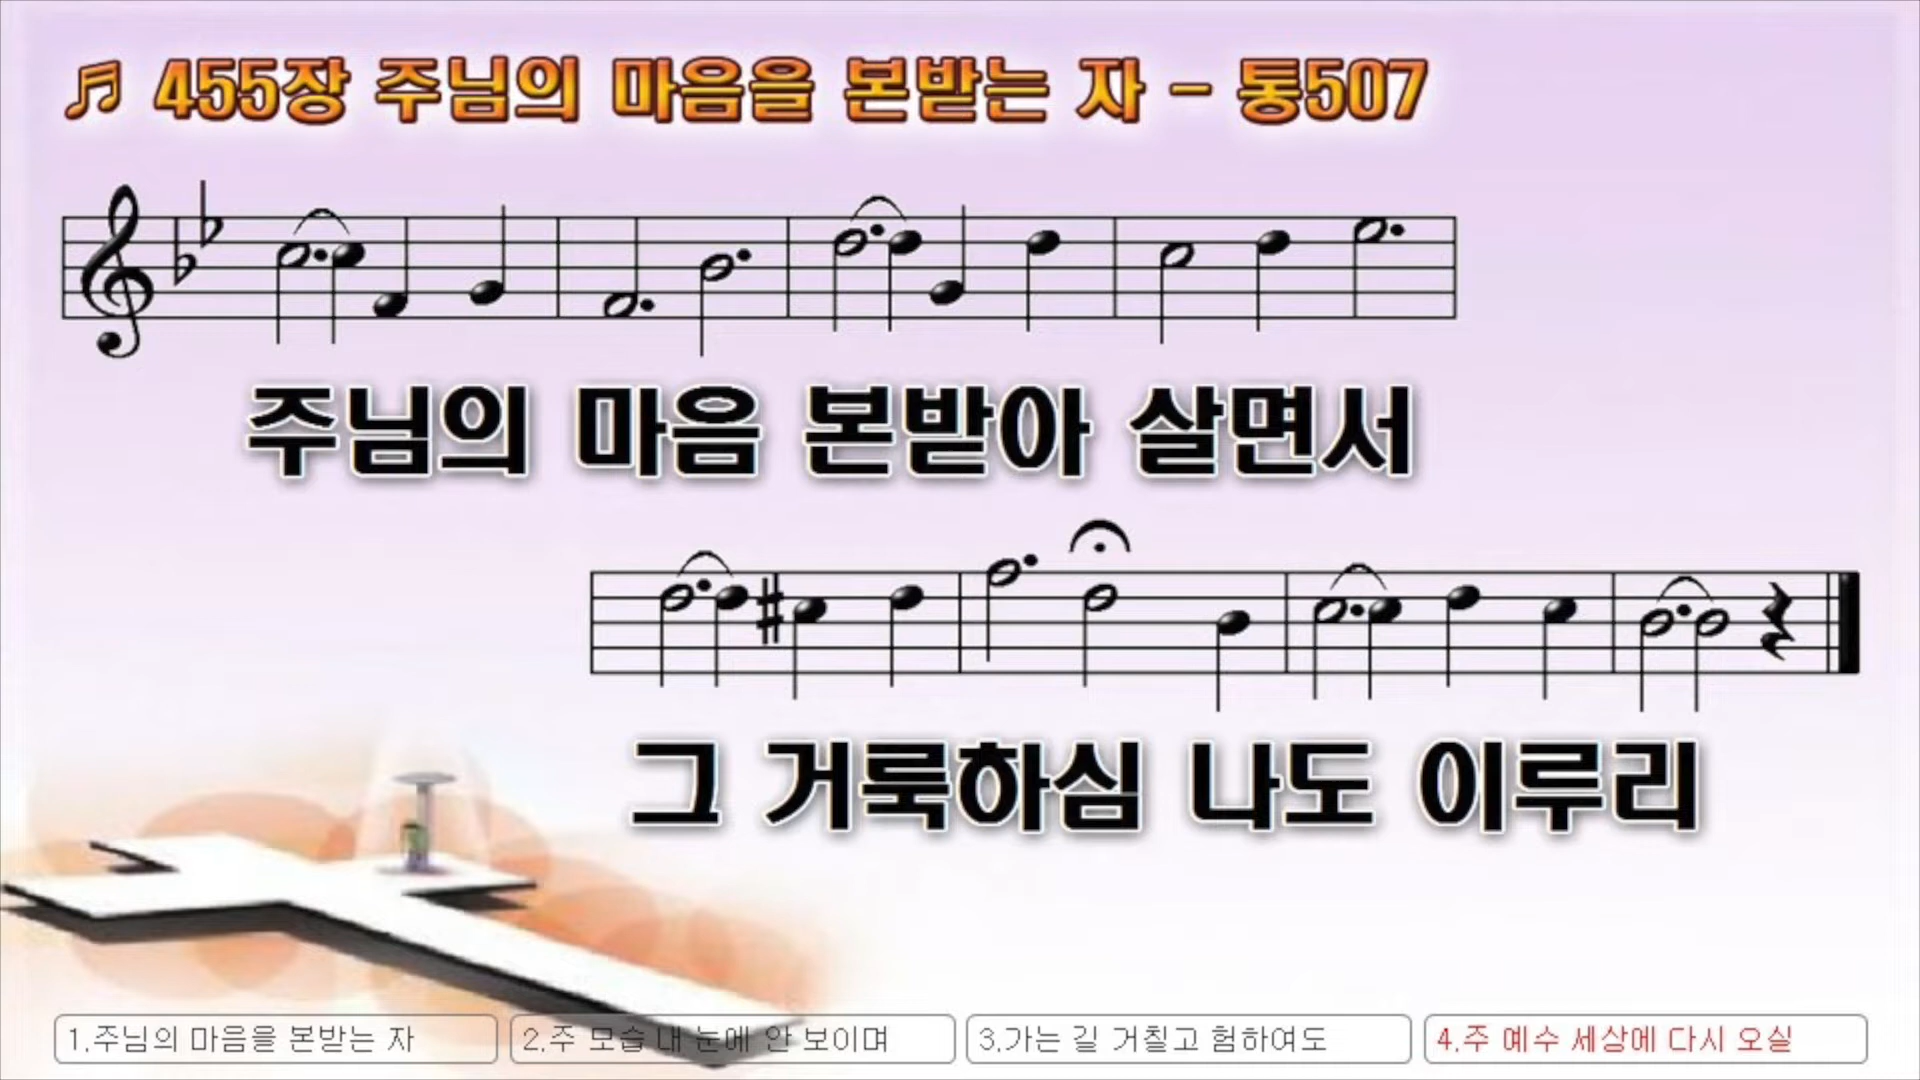 455장 주님의 마음을 본받는 자 - 통507
주님의 마음 본받아 살면서
그 거룩하심 나도 이루리
1.주님의 마음을 본받는 자
2.주 모습 내 눈에 안 보이며
3.가는 길 거칠고 험하여도
4.주 예수 세상에 다시 오실